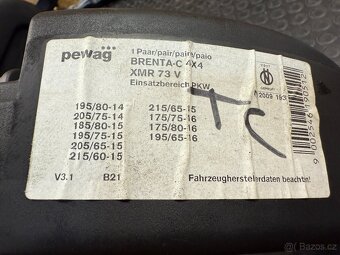 pewag
1 Paar/pair/paire/paio
BRENTA-C 4X4
XMR 73 V
Einsatzbereich PKW
195/80-14
205/75-14
185/80-15
195/75-15
205/65-15
215/60-15
215/65-15
175/75-16
175/80-16
195/65-16
TC
V3.1 B21
Fahrzeugherstellerdaten beachten!
bazos.cz